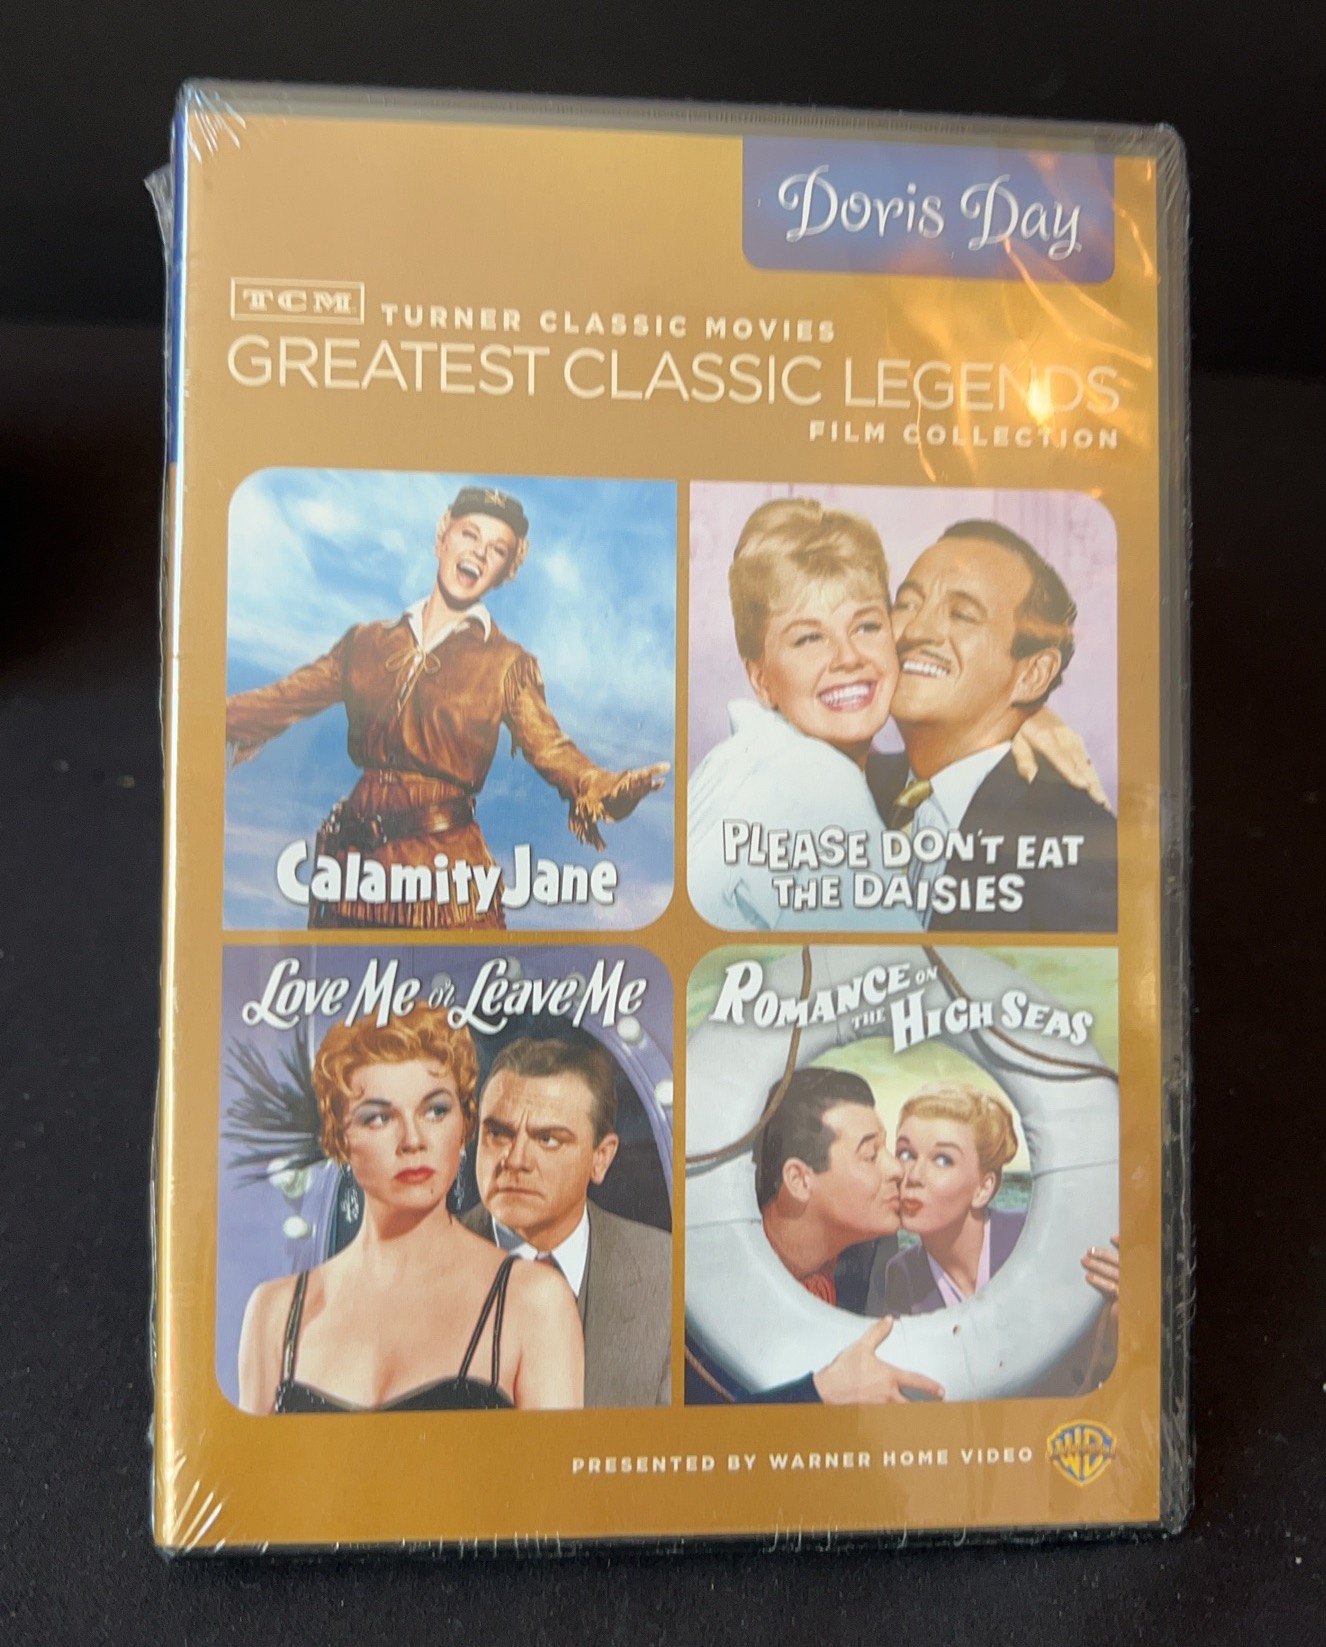 Doris Day
TCM TURNER CLASSIC MOVIES
GREATEST CLASSIC LEGENDS
FILM COLLECTION
Calamity Jane
PLEASE DON'T EAT
THE DAISIES
Love Me or Leave Me
ROMANCE ON
THE HIGH SEAS
PRESENTED BY WARNER HOME VIDEO
WB